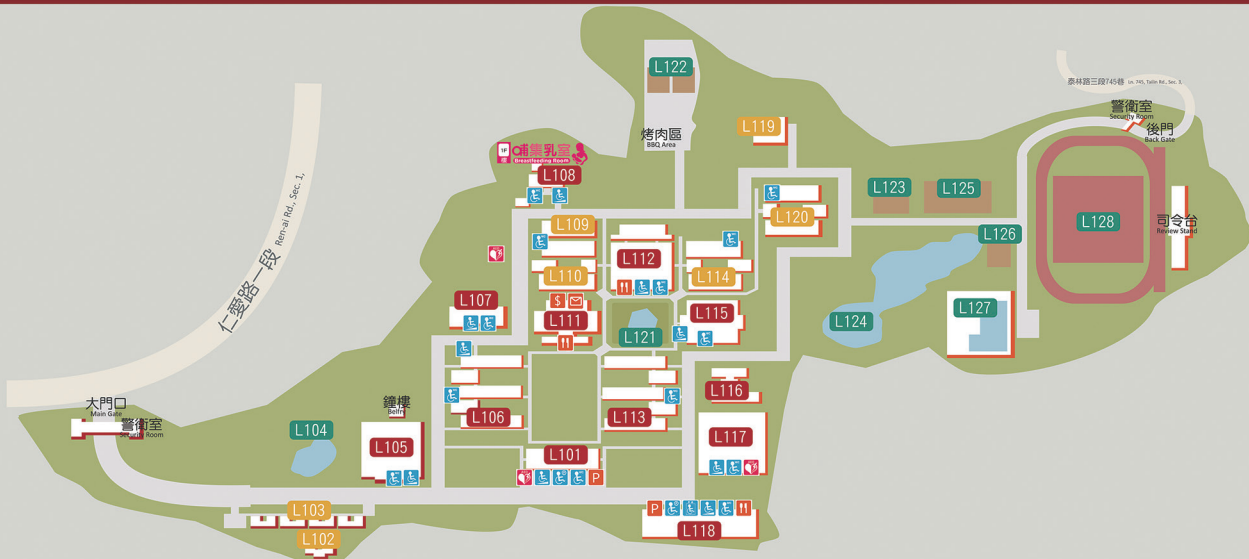 L122
泰林路三段745巷 Ln. 745, Tailin Rd., Sec. 3,
警衛室
Security Room
後門
Back Gate
L119
烤肉區
BBQ Area
1F
哺集乳室
Breastfeeding Room
L108
L123
L125
L128
司令台
Review Stand
L109
L120
L126
仁愛路一段 Ren-ai Rd., Sec. 1,
L110
L112
L114
L107
$
L111
L121
L115
L124
L127
L116
大門口
Main Gate
警衛室
Security Room
鐘樓
Belfry
L104
L105
L106
L113
L117
L101
P
L103
L102
P
L118